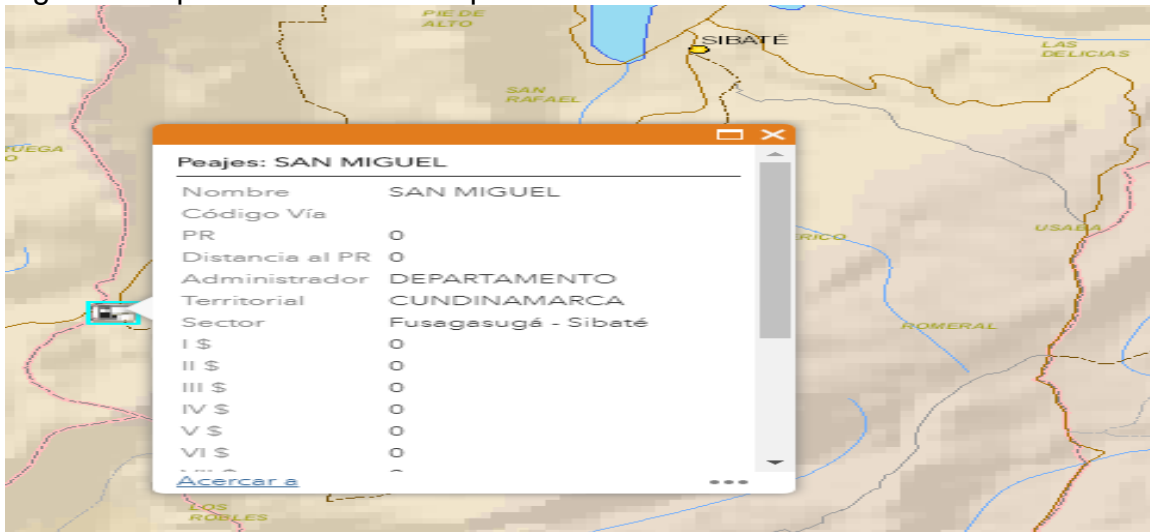 PIE DE
ALTO
SIBATÉ
LAS
DELICIAS
SAN
RAFAEL
Peajes: SAN MIGUEL
Nombre SAN MIGUEL
Código Vía
PR 0
Distancia al PR 0
Administrador DEPARTAMENTO
Territorial CUNDINAMARCA
Sector Fusagasugá - Sibaté
I $ 0
II $ 0
III $ 0
IV $ 0
V $ 0
VI $ 0
Acercar a
USABA
ROMERAL
LOS
ROBLES